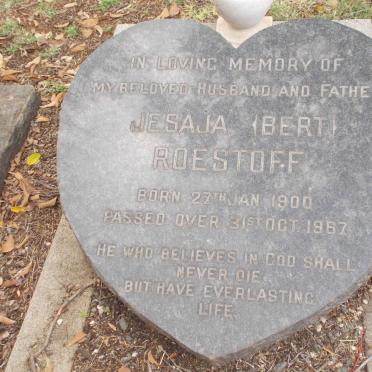 IN LOVING MEMORY OF
MY BELOVED HUSBAND AND FATHE
JESAJA (BERT)
ROESTOFF
BORN 27TH JAN. 1900
PASSED OVER 31ST OCT. 1967.
HE WHO BELIEVES IN GOD SHALL
NEVER DIE.
BUT HAVE EVERLASTING
LIFE.